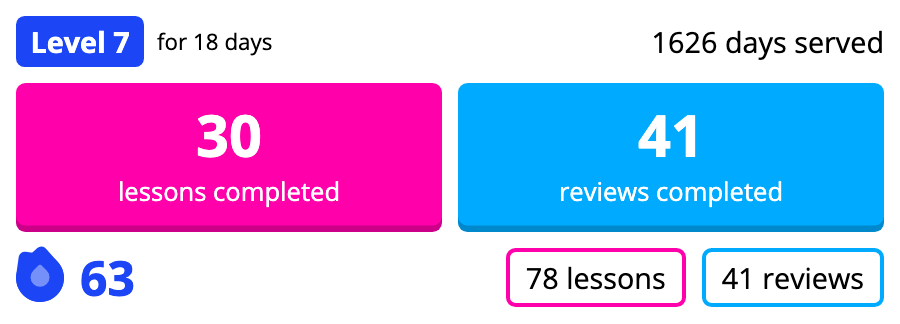 Level 7 for 18 days 1626 days served
30 41
lessons completed reviews completed
63 78 lessons 41 reviews